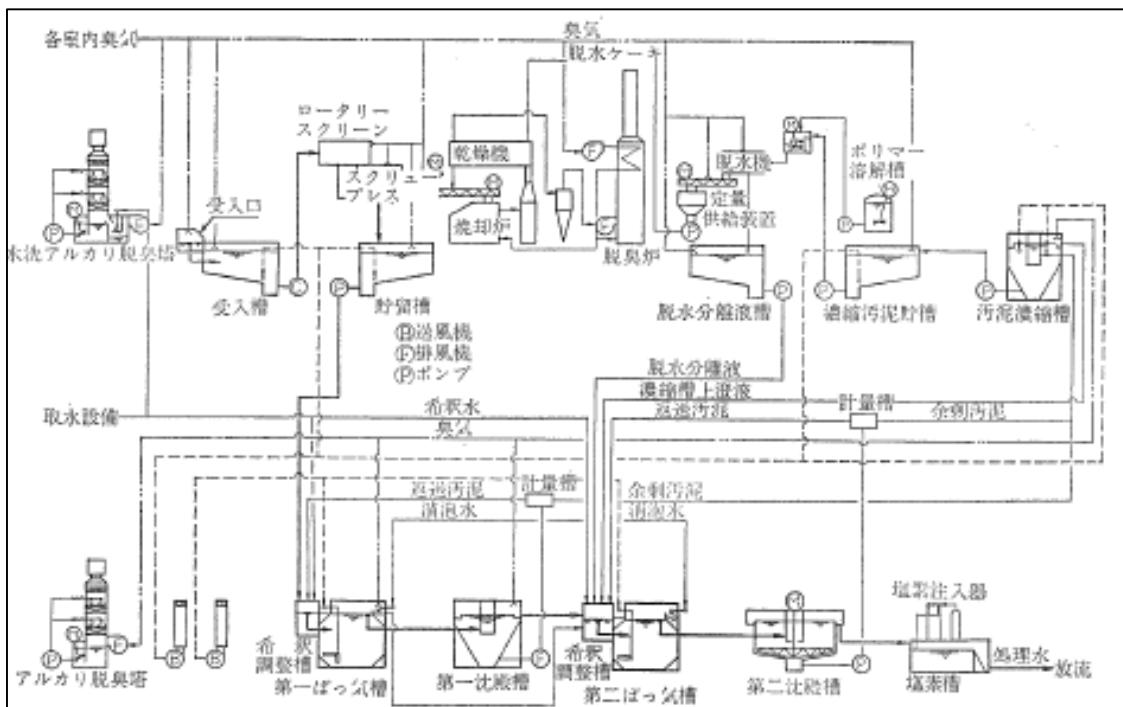 各室内臭気
臭気
脱水ケーキ
ロータリー
スクリーン
乾燥機
スクリュー
プレス
脱水機
ポリマー
溶解槽
受入口
焼却炉
定量
供給装置
水洗アルカリ脱臭塔
脱臭炉
受入槽
貯留槽
脱水分離液槽
濃縮汚泥貯槽
汚泥濃縮槽
Ⓑ送風機
Ⓕ排風機
Ⓟポンプ
脱水分離液
濃縮槽上澄液
返送汚泥
計量槽
余剰汚泥
取水設備
希釈水
臭気
返送汚泥
計量槽
余剰汚泥
消泡水
消泡水
塩素注入器
アルカリ脱臭塔
希釈
調整槽
第一ばっ気槽
第一沈殿槽
希釈
調整槽
第二ばっ気槽
第二沈殿槽
塩素槽
処理水
放流